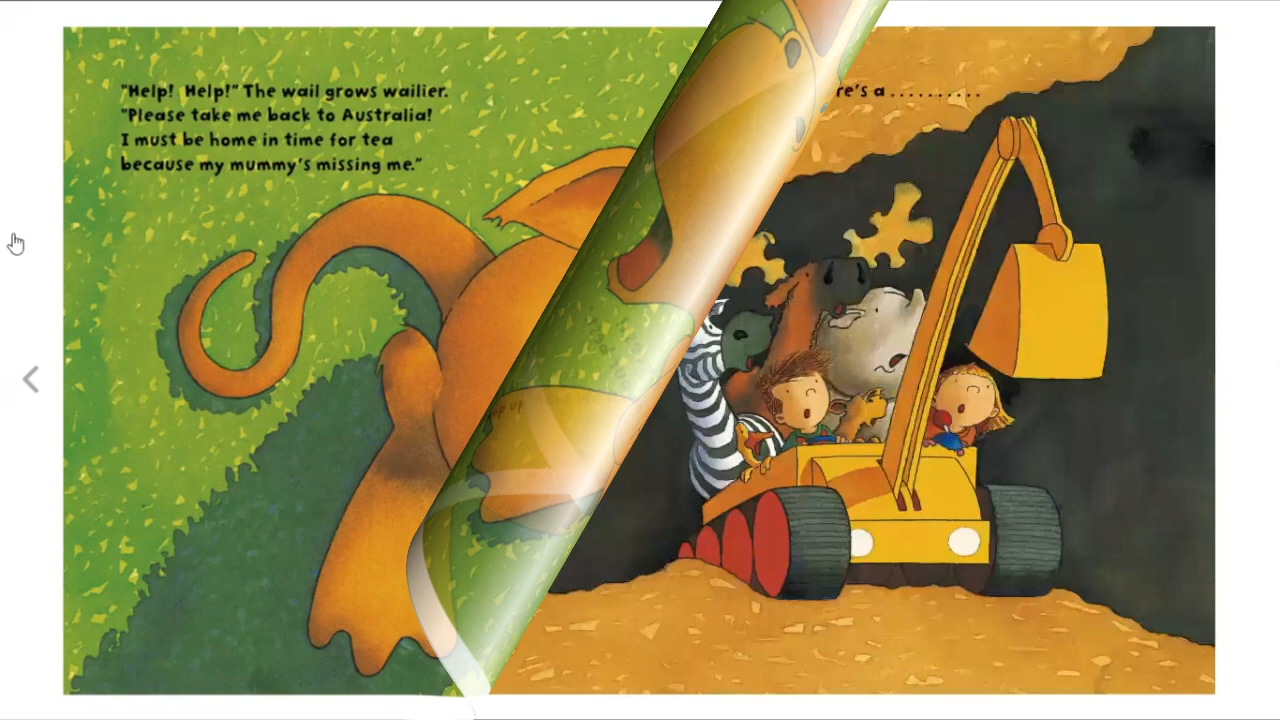 "Help! Help!" The wail grows wailier.
"Please take me back to Australia!
I must be home in time for tea
because my mummy's missing me."
re's a . . . . . . . . . .